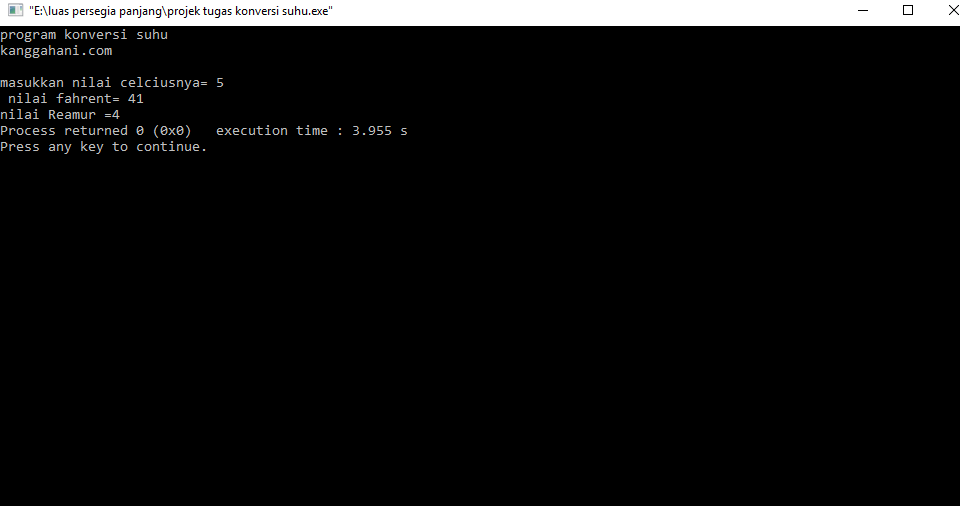 "E:\luas persegia panjang\projek tugas konversi suhu.exe"
program konversi suhu
kanggahani.com
masukkan nilai celciusnya= 5
 nilai fahrent= 41
nilai Reamur =4
Process returned 0 (0x0)   execution time : 3.955 s
Press any key to continue.